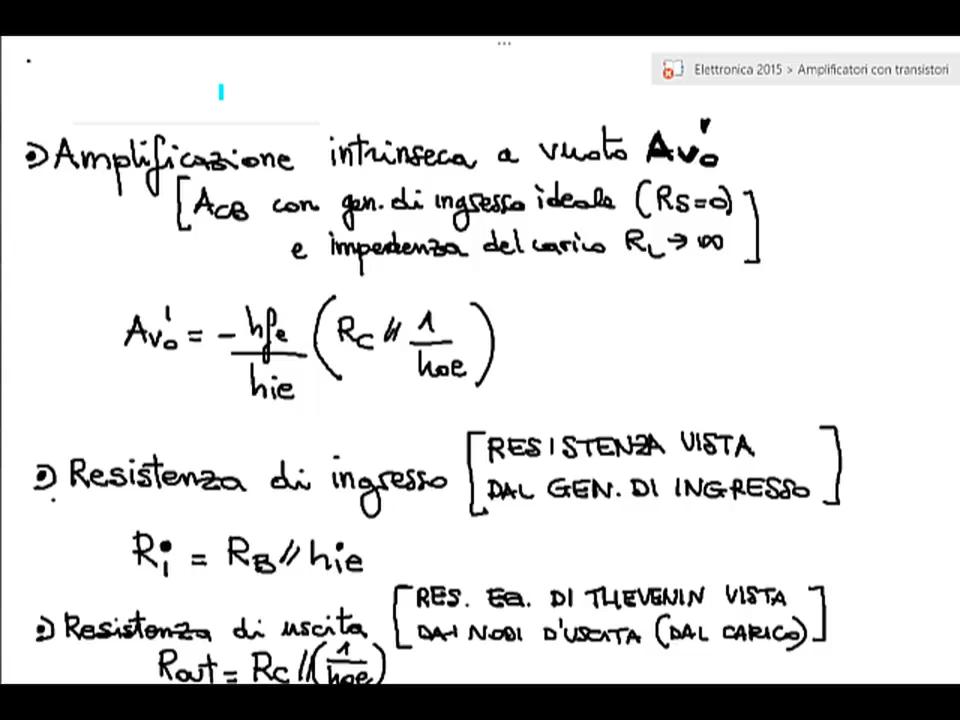 Elettronica 2015 > Amplificatori con transistori
•) Amplificazione intrinseca a vuoto Av₀'
[ACB con gen. di ingresso ideale (RS=0)
e impedenza del carico RL → ∞]
Av₀' = - hfe / hie (RC // 1 / hoe)
•) Resistenza di ingresso [RESISTENZA VISTA
DAL GEN. DI INGRESSO]
Ri = RB // hie
•) Resistenza di uscita [RES. EQ. DI THEVENIN VISTA
DAI NODI D'USCITA (DAL CARICO)]
Rout = RC // (1 / hoe)